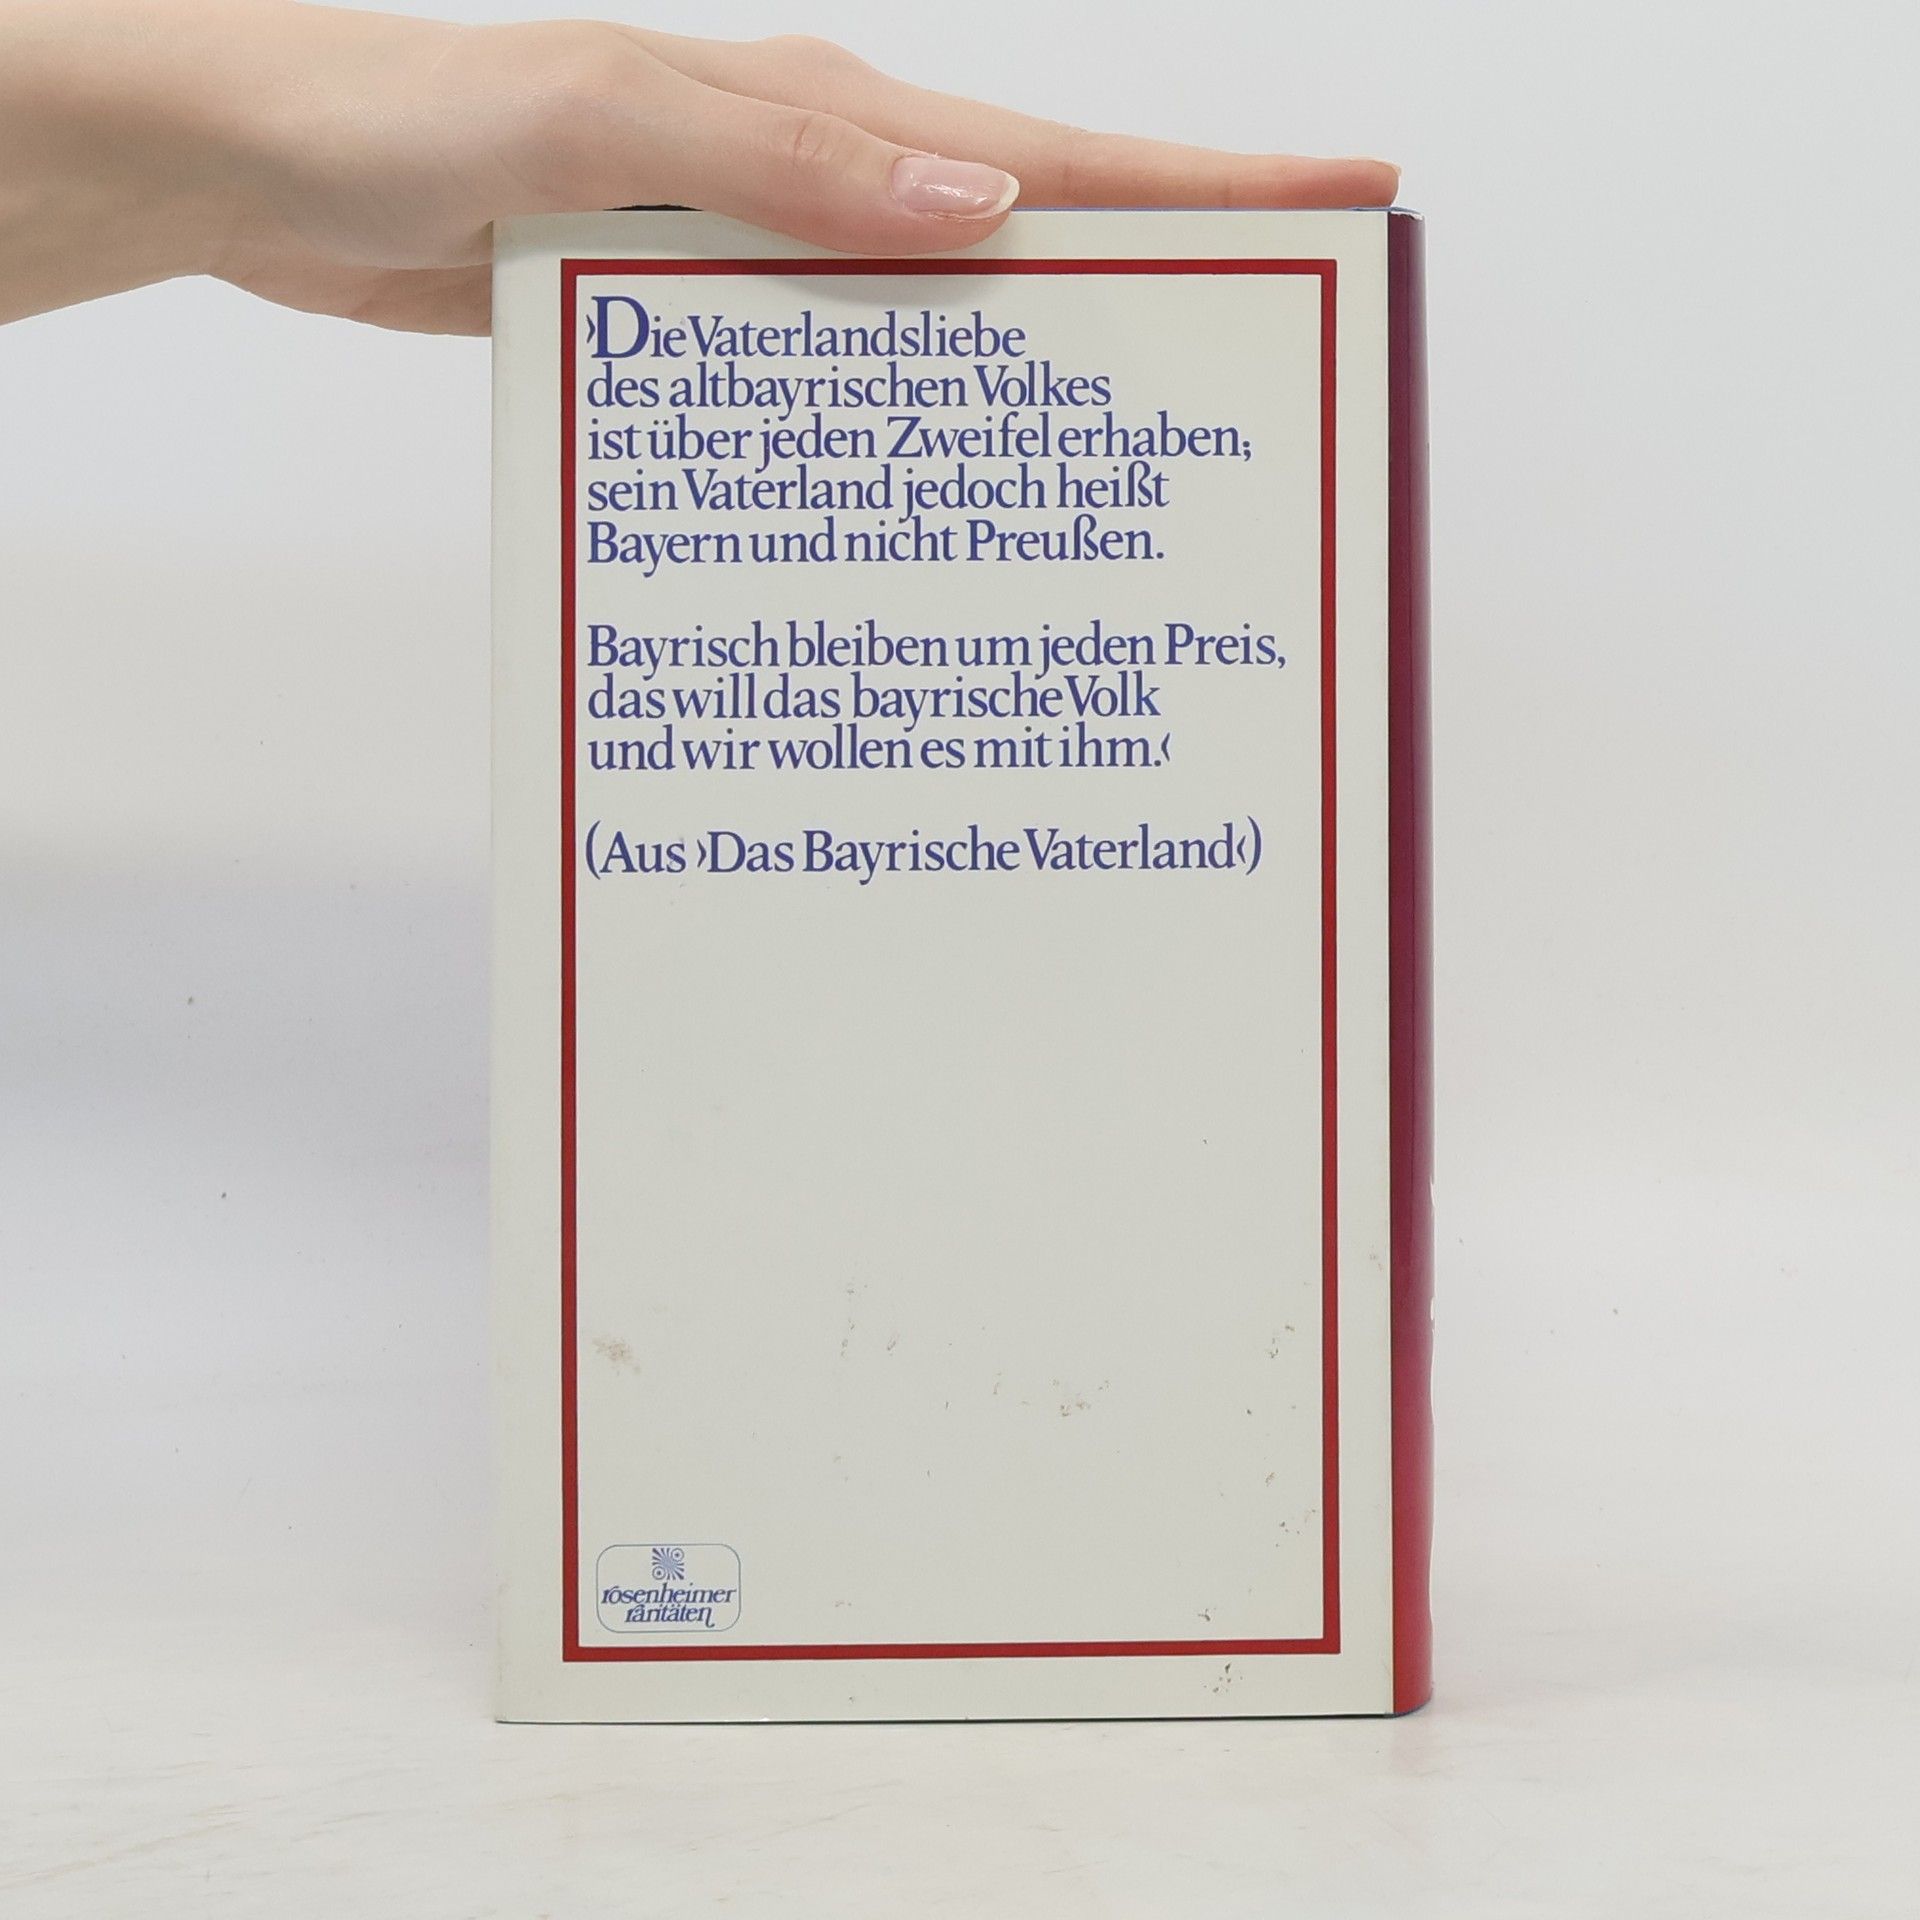 ›Die Vaterlandsliebe
des altbayrischen Volkes
ist über jeden Zweifel erhaben;
sein Vaterland jedoch heißt
Bayern und nicht Preußen.
Bayrisch bleiben um jeden Preis,
das will das bayrische Volk
und wir wollen es mit ihm.‹
(Aus ›Das Bayrische Vaterland‹)
rosenheimer
raritäten